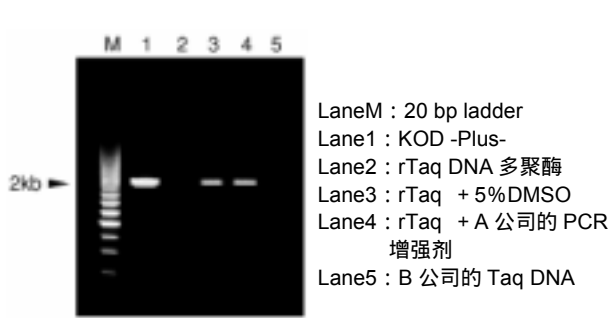 M 1 2 3 4 5
2kb
LaneM：20 bp ladder
Lane1：KOD -Plus-
Lane2：rTaq DNA 多聚酶
Lane3：rTaq + 5%DMSO
Lane4：rTaq + A 公司的 PCR
增强剂
Lane5：B 公司的 Taq DNA